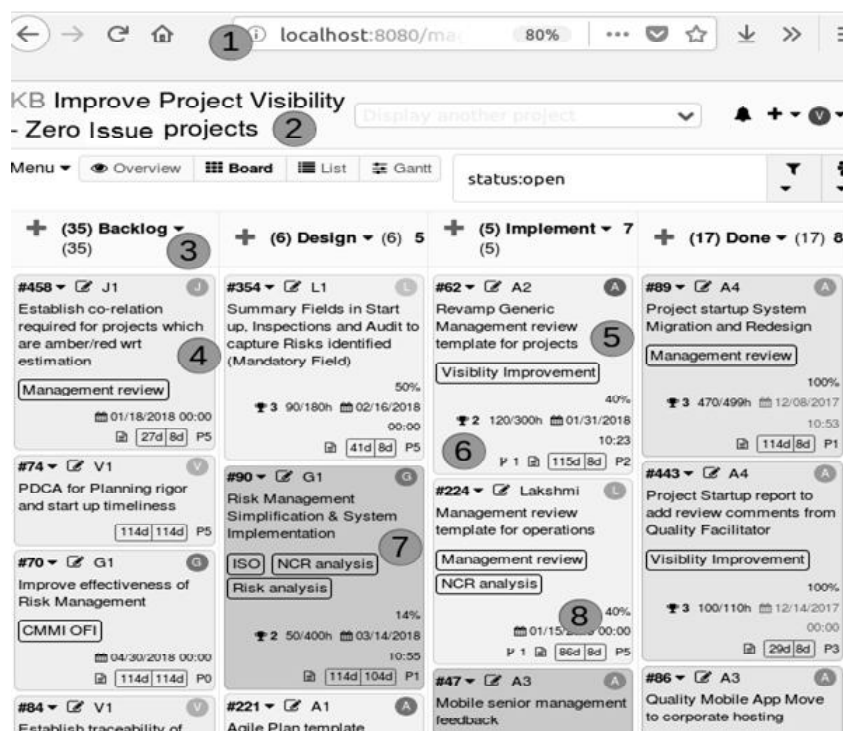 1 localhost:8080/ma 80%
KB Improve Project Visibility
- Zero Issue projects 2
Display another project
V
Menu Overview Board List Gantt
status:open
(35) Backlog
(35) 3
(6) Design (6) 5
(5) Implement 7
(5)
(17) Done (17) 8
#458 J1 J
Establish co-relation
required for projects which
are amber/red wrt
estimation
4
Management review
01/18/2018 00:00
27d 8d P5
#74 V1 V
PDCA for Planning rigor
and start up timeliness
114d 114d P5
#70 G1 G
Improve effectiveness of
Risk Management
CMMI OFI
04/30/2018 00:00
114d 114d P0
#84 V1 V
Establish traceability of
#354 L1 L
Summary Fields in Start
up, Inspections and Audit to
capture Risks identified
(Mandatory Field)
50%
3 90/180h 02/16/2018
00:00
41d 8d P5
#90 G1 G
Risk Management
Simplification & System
Implementation
7
ISO NCR analysis
Risk analysis
14%
2 50/400h 03/14/2018
10:55
114d 104d P1
#221 A1 A
Agile Plan template
#62 A2 A
Revamp Generic
Management review
template for projects
5
Visiblity Improvement
40%
2 120/300h 01/31/2018
10:23
6
1 115d 8d P2
#224 Lakshmi L
Management review
template for operations
Management review
NCR analysis
8
40%
01/15/ 00:00
1 86d 8d P5
#47 A3 A
Mobile senior management
feedback
#89 A4 A
Project startup System
Migration and Redesign
Management review
100%
3 470/499h 12/08/2017
10:53
114d 8d P1
#443 A4 A
Project Startup report to
add review comments from
Quality Facilitator
Visiblity Improvement
100%
3 100/110h 12/14/2017
00:00
29d 8d P3
#86 A3 A
Quality Mobile App Move
to corporate hosting